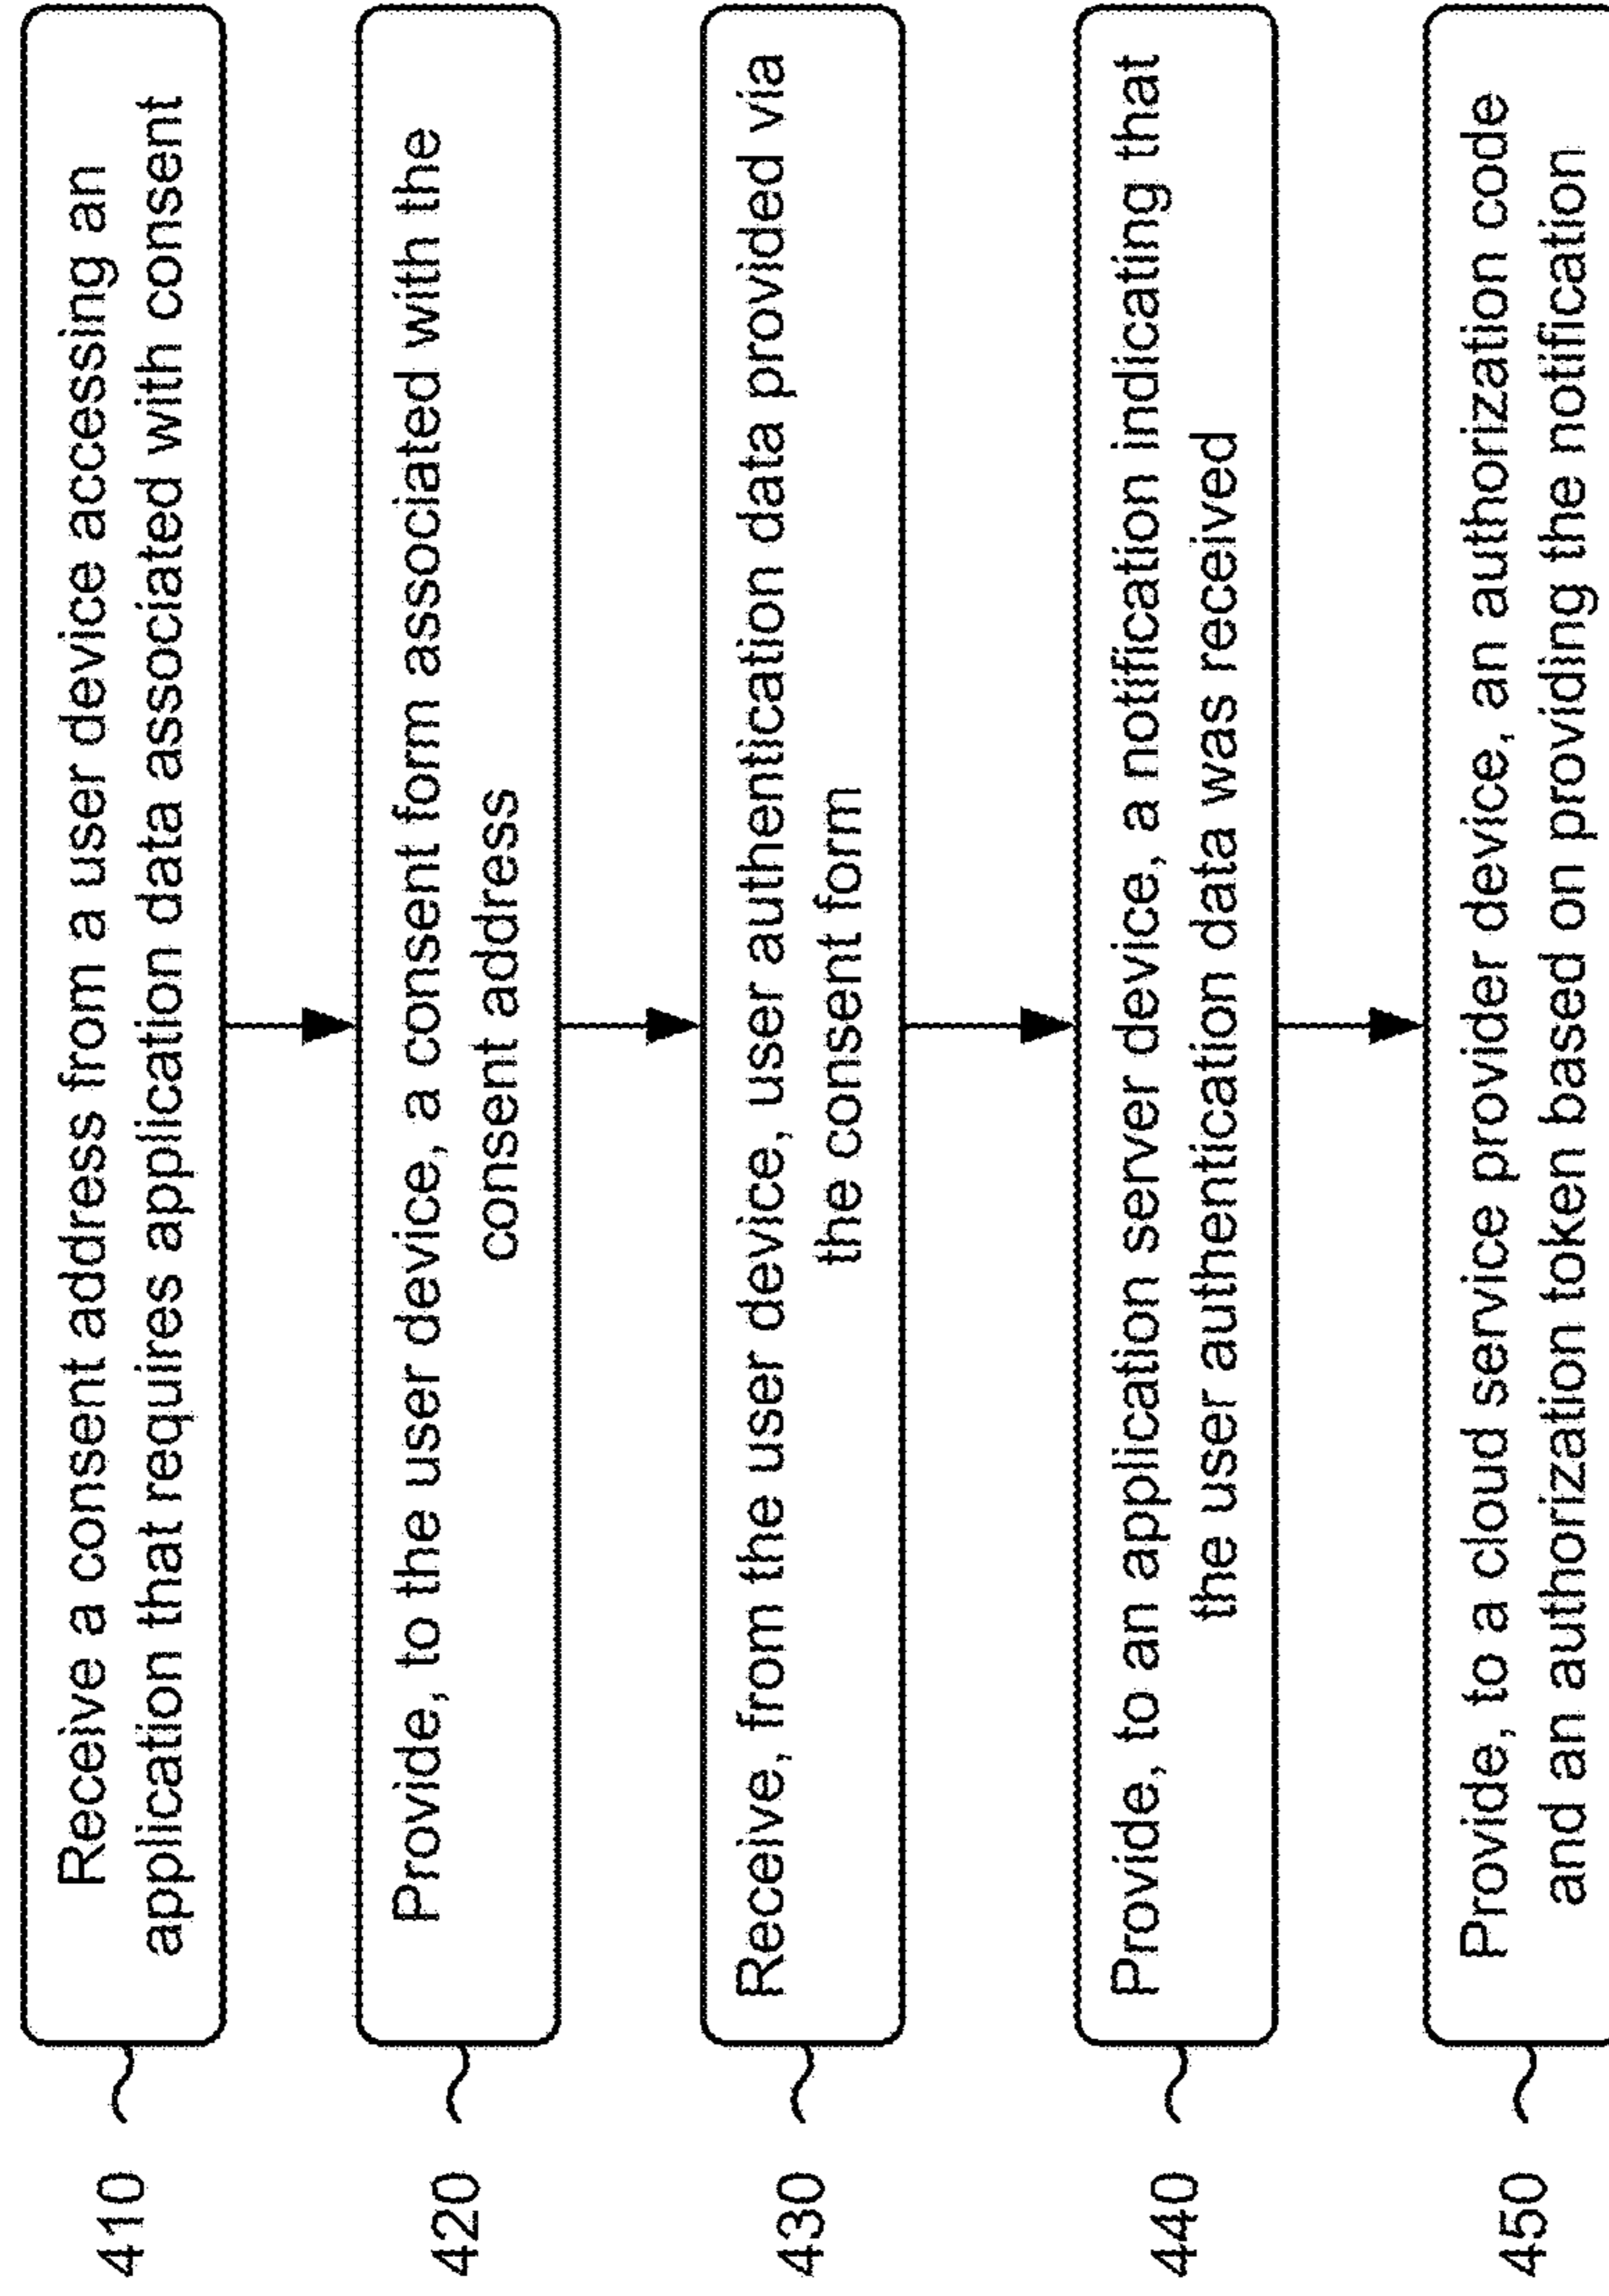 410
Receive a consent address from a user device accessing an
application that requires application data associated with consent
420
Provide, to the user device, a consent form associated with the
consent address
430
Receive, from the user device, user authentication data provided via
the consent form
440
Provide, to an application server device, a notification indicating that
the user authentication data was received
450
Provide, to a cloud service provider device, an authorization code
and an authorization token based on providing the notification